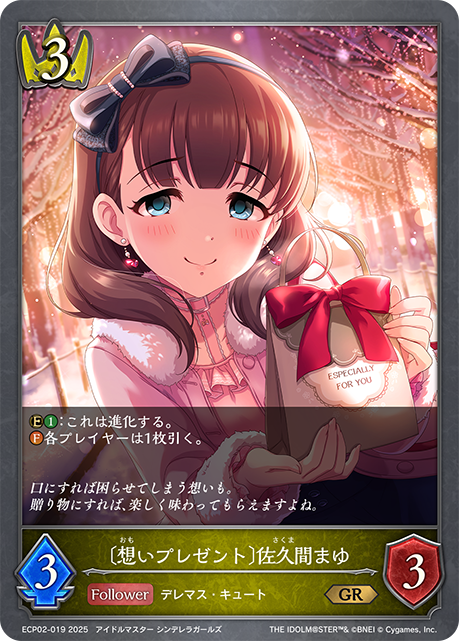 3
ESPECIALLY
FOR YOU
E1:これは進化する。
F各プレイヤーは1枚引く。
口にすれば困らせてしまう想いも。
贈り物にすれば、楽しく味わってもらえますよね。
おも さくま
〔想いプレゼント〕佐久間まゆ
3
Follower デレマス・キュート GR
3
ECP02-019 2025 アイドルマスター シンデレラガールズ THE IDOLM@STER™& ©BNEI © Cygames, Inc.